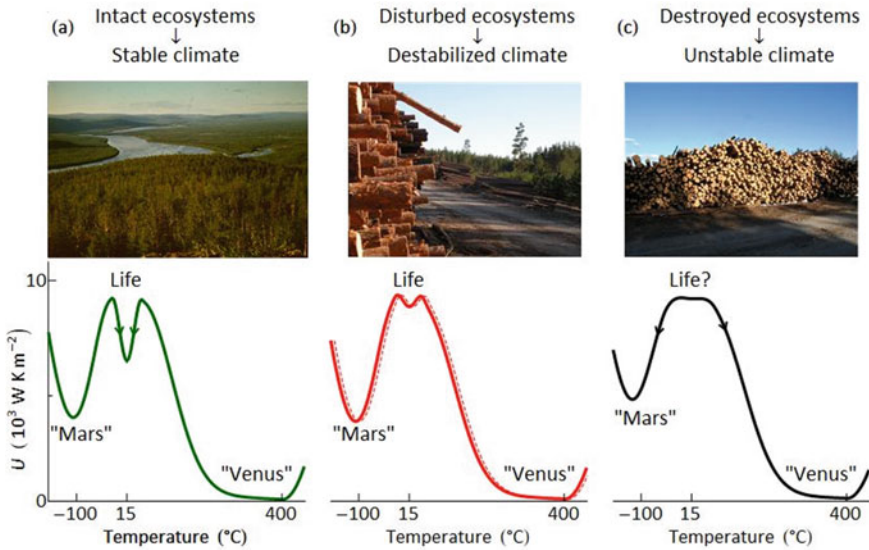 (a) Intact ecosystems
↓
Stable climate
(b) Disturbed ecosystems
↓
Destabilized climate
(c) Destroyed ecosystems
↓
Unstable climate
U (10³ W K m⁻²)
10
0
Life
"Mars"
"Venus"
−100 15 400
Temperature (°C)
Life
"Mars"
"Venus"
−100 15 400
Temperature (°C)
Life?
"Mars"
"Venus"
−100 15 400
Temperature (°C)